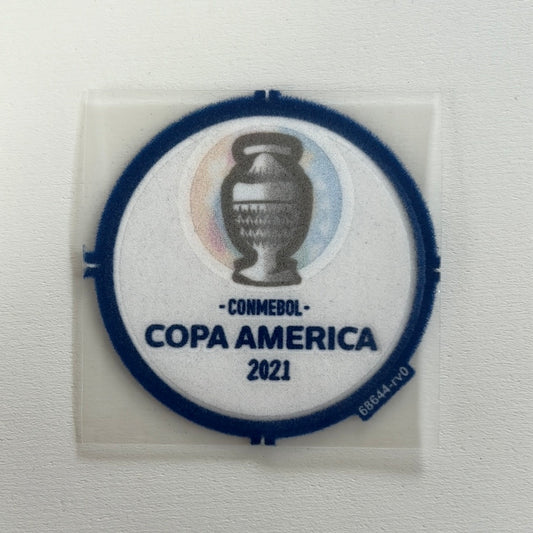 - CONMEBOL -
COPA AMERICA
2021
68644-rv0